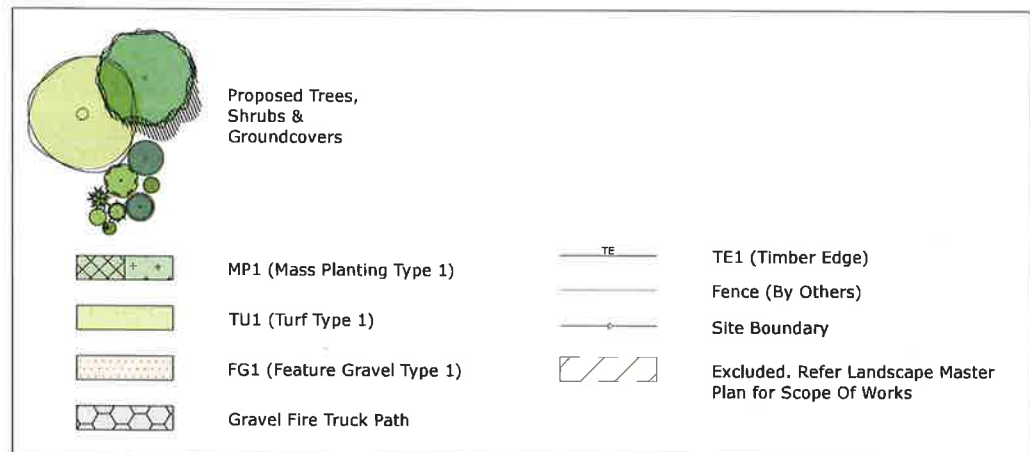 Proposed Trees,
Shrubs &
Groundcovers
MP1 (Mass Planting Type 1)
TU1 (Turf Type 1)
FG1 (Feature Gravel Type 1)
Gravel Fire Truck Path
TE
TE1 (Timber Edge)
Fence (By Others)
Site Boundary
Excluded. Refer Landscape Master
Plan for Scope Of Works